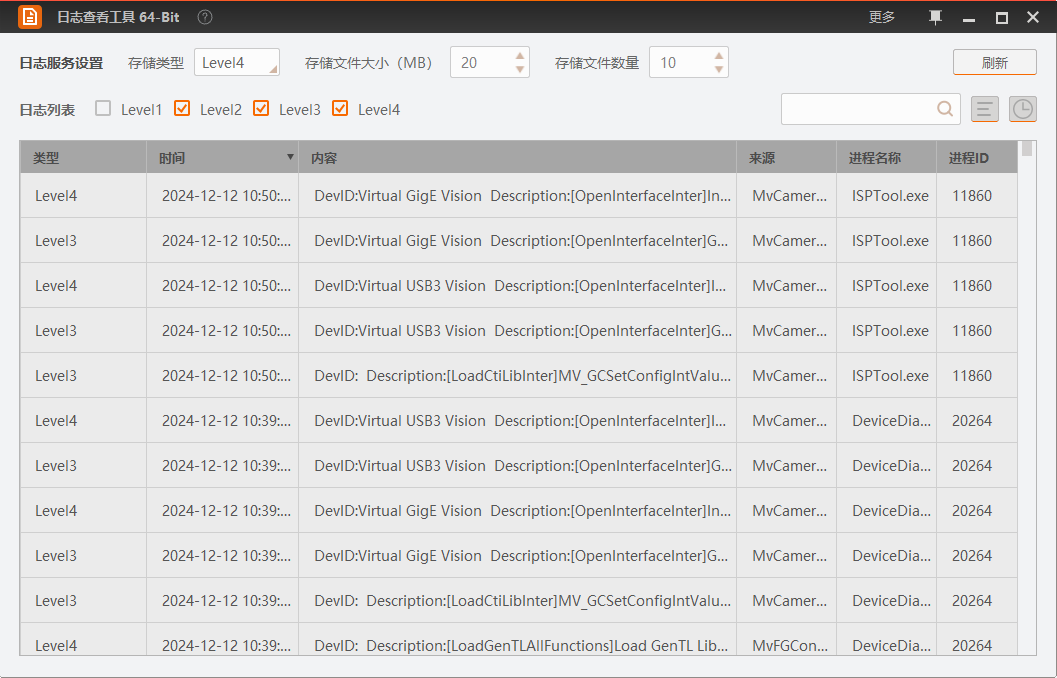 日志查看工具 64-Bit ? 更多
日志服务设置 存储类型 Level4 存储文件大小（MB） 20 存储文件数量 10 刷新
日志列表 Level1 Level2 Level3 Level4
类型 时间 内容 来源 进程名称 进程ID
Level4 2024-12-12 10:50:... DevID:Virtual GigE Vision Description:[OpenInterfaceInter]In... MvCamer... ISPTool.exe 11860
Level3 2024-12-12 10:50:... DevID:Virtual GigE Vision Description:[OpenInterfaceInter]G... MvCamer... ISPTool.exe 11860
Level4 2024-12-12 10:50:... DevID:Virtual USB3 Vision Description:[OpenInterfaceInter]I... MvCamer... ISPTool.exe 11860
Level3 2024-12-12 10:50:... DevID:Virtual USB3 Vision Description:[OpenInterfaceInter]G... MvCamer... ISPTool.exe 11860
Level3 2024-12-12 10:50:... DevID: Description:[LoadCtiLibInter]MV_GCSetConfigIntValu... MvCamer... ISPTool.exe 11860
Level4 2024-12-12 10:39:... DevID:Virtual USB3 Vision Description:[OpenInterfaceInter]I... MvCamer... DeviceDia... 20264
Level3 2024-12-12 10:39:... DevID:Virtual USB3 Vision Description:[OpenInterfaceInter]G... MvCamer... DeviceDia... 20264
Level4 2024-12-12 10:39:... DevID:Virtual GigE Vision Description:[OpenInterfaceInter]In... MvCamer... DeviceDia... 20264
Level3 2024-12-12 10:39:... DevID:Virtual GigE Vision Description:[OpenInterfaceInter]G... MvCamer... DeviceDia... 20264
Level3 2024-12-12 10:39:... DevID: Description:[LoadCtiLibInter]MV_GCSetConfigIntValu... MvCamer... DeviceDia... 20264
Level4 2024-12-12 10:39:... DevID: Description:[LoadGenTLAllFunctions]Load GenTL Lib... MvFGCon... DeviceDia... 20264